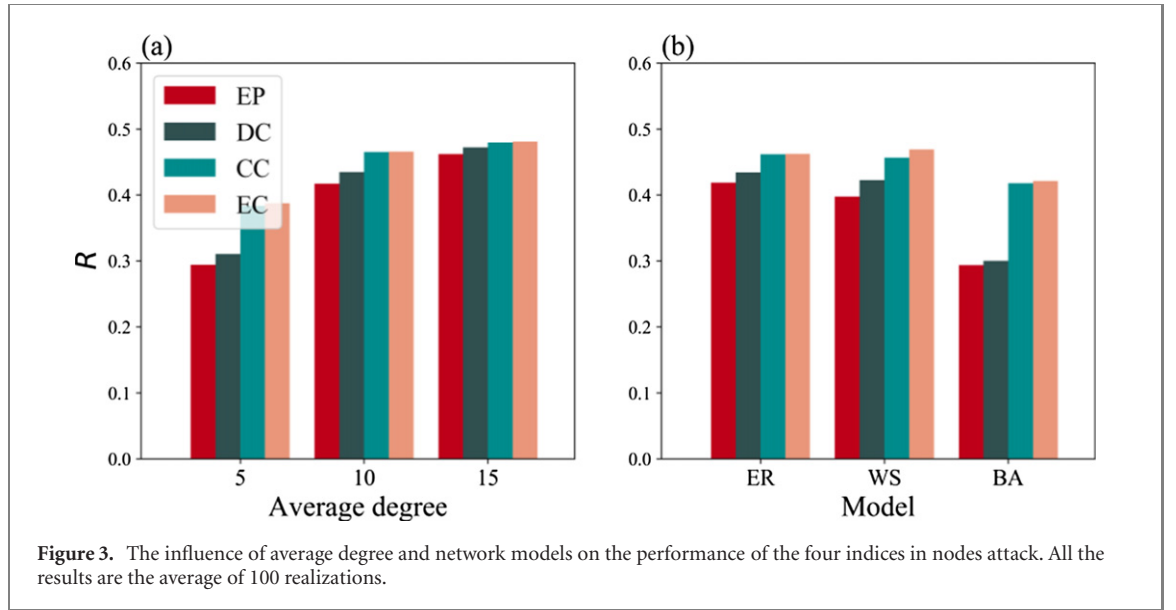 (a)
0.6
0.5
0.4
0.3
0.2
0.1
0.0
R
EP
DC
CC
EC
5 10 15
Average degree
(b)
0.6
0.5
0.4
0.3
0.2
0.1
0.0
ER WS BA
Model
Figure 3. The influence of average degree and network models on the performance of the four indices in nodes attack. All the
results are the average of 100 realizations.